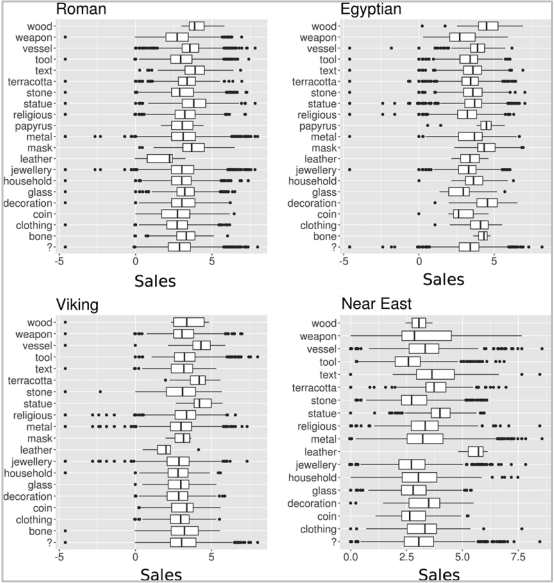 Roman
wood
weapon
vessel
tool
text
terracotta
stone
statue
religious
papyrus
metal
mask
leather
jewellery
household
glass
decoration
coin
clothing
bone
?
-5 0 5
Sales
Egyptian
wood
weapon
vessel
tool
text
terracotta
stone
statue
religious
papyrus
metal
mask
leather
jewellery
household
glass
decoration
coin
clothing
bone
?
-5 0 5
Sales
Viking
wood
weapon
vessel
tool
text
terracotta
stone
statue
religious
metal
mask
leather
jewellery
household
glass
decoration
coin
clothing
bone
?
-5 0 5
Sales
Near East
wood
weapon
vessel
tool
text
terracotta
stone
statue
religious
metal
leather
jewellery
household
glass
decoration
coin
clothing
?
0.0 2.5 5.0 7.5
Sales